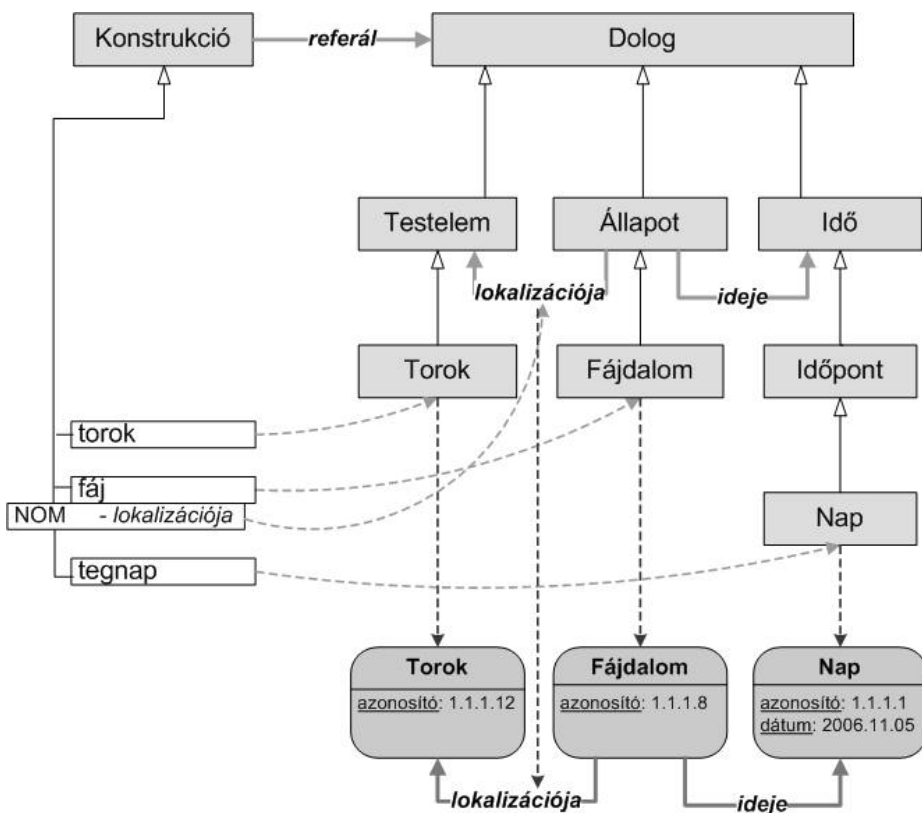 Konstrukció
referál
Dolog
Testelem
Állapot
Idő
lokalizációja
ideje
Torok
Fájdalom
Időpont
torok
fáj
NOM - lokalizációja
Nap
tegnap
Torok
azonosító: 1.1.1.12
Fájdalom
azonosító: 1.1.1.8
Nap
azonosító: 1.1.1.1
dátum: 2006.11.05
lokalizációja
ideje